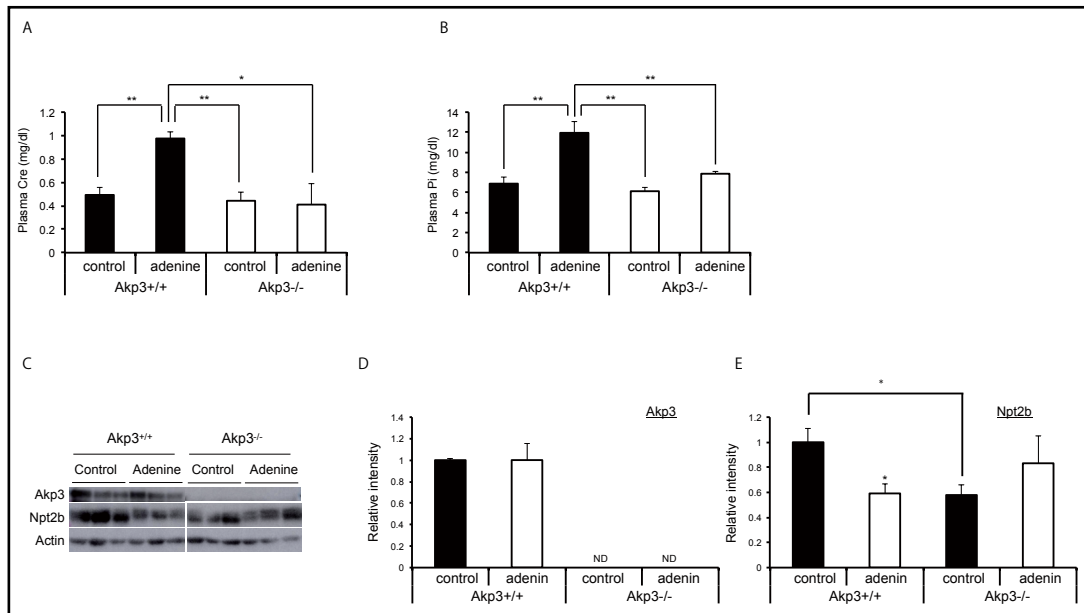 A
B
*
**
**
Plasma Cre (mg/dl)
1.2
1
0.8
0.6
0.4
0.2
0
control
adenine
control
adenine
Akp3+/+
Akp3-/-
**
**
**
Plasma Pi (mg/dl)
14
12
10
8
6
4
2
0
control
adenine
control
adenine
Akp3+/+
Akp3-/-
C
Akp3+/+
Akp3-/-
Control
Adenine
Control
Adenine
Akp3
Npt2b
Actin
D
Akp3
Relative intensity
1.4
1.2
1
0.8
0.6
0.4
0.2
0
ND
ND
control
adenin
control
adenin
Akp3+/+
Akp3-/-
E
*
Npt2b
Relative intensity
1.2
1
0.8
0.6
0.4
0.2
0
*
control
adenin
control
adenin
Akp3+/+
Akp3-/-